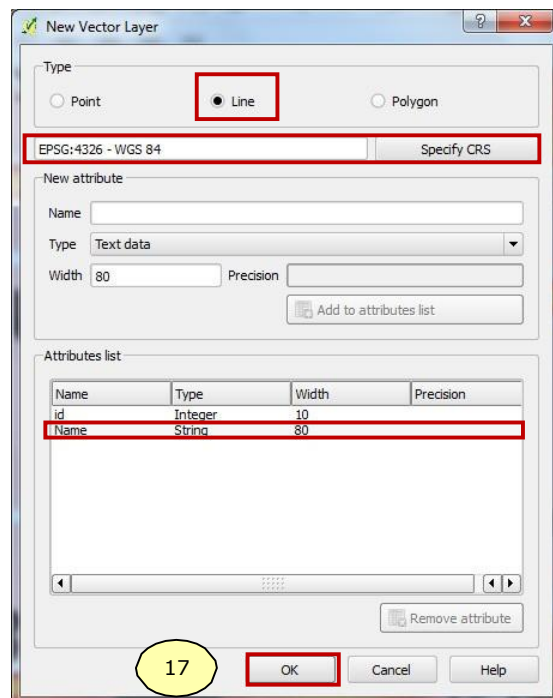 New Vector Layer
?
X
Type
Point
Line
Polygon
EPSG:4326 - WGS 84
Specify CRS
New attribute
Name
Type Text data
Width 80 Precision
Add to attributes list
Attributes list
Name Type Width Precision
id Integer 10
Name String 80
Remove attribute
17
OK
Cancel
Help